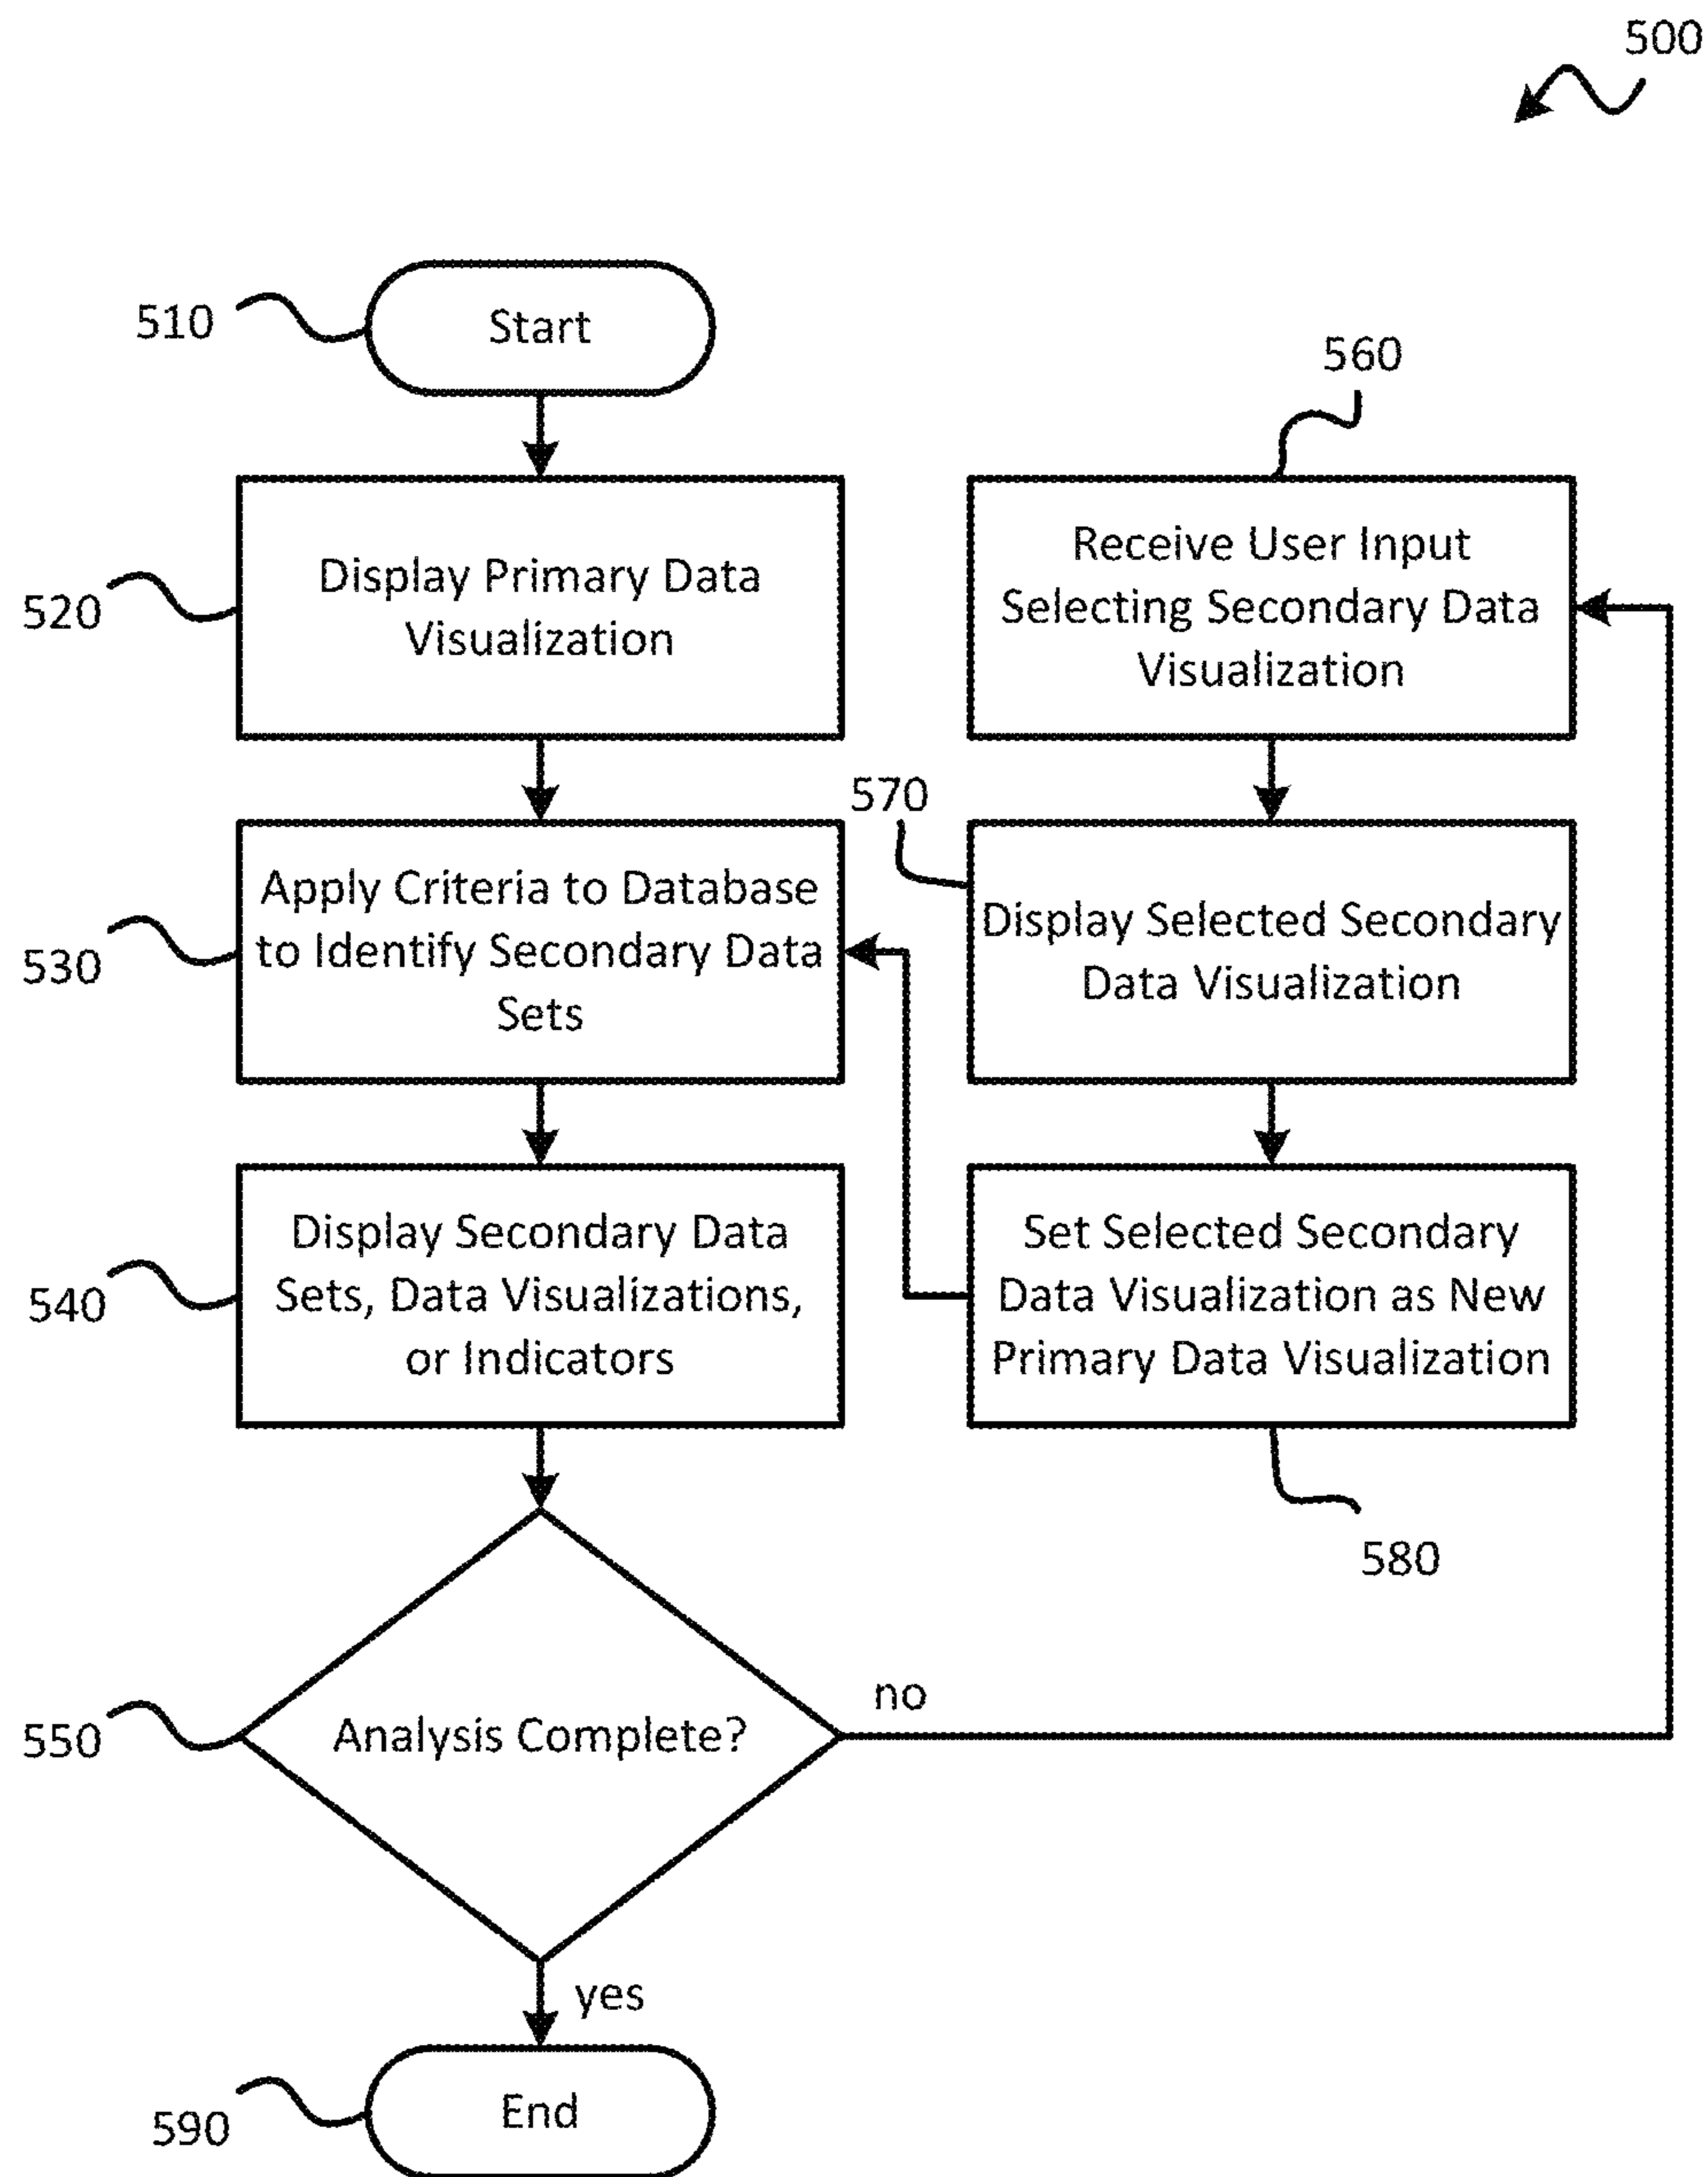 500
510
Start
520
Display Primary Data
Visualization
530
Apply Criteria to Database
to Identify Secondary Data
Sets
540
Display Secondary Data
Sets, Data Visualizations,
or Indicators
550
Analysis Complete?
no
yes
560
Receive User Input
Selecting Secondary Data
Visualization
570
Display Selected Secondary
Data Visualization
Set Selected Secondary
Data Visualization as New
Primary Data Visualization
580
590
End